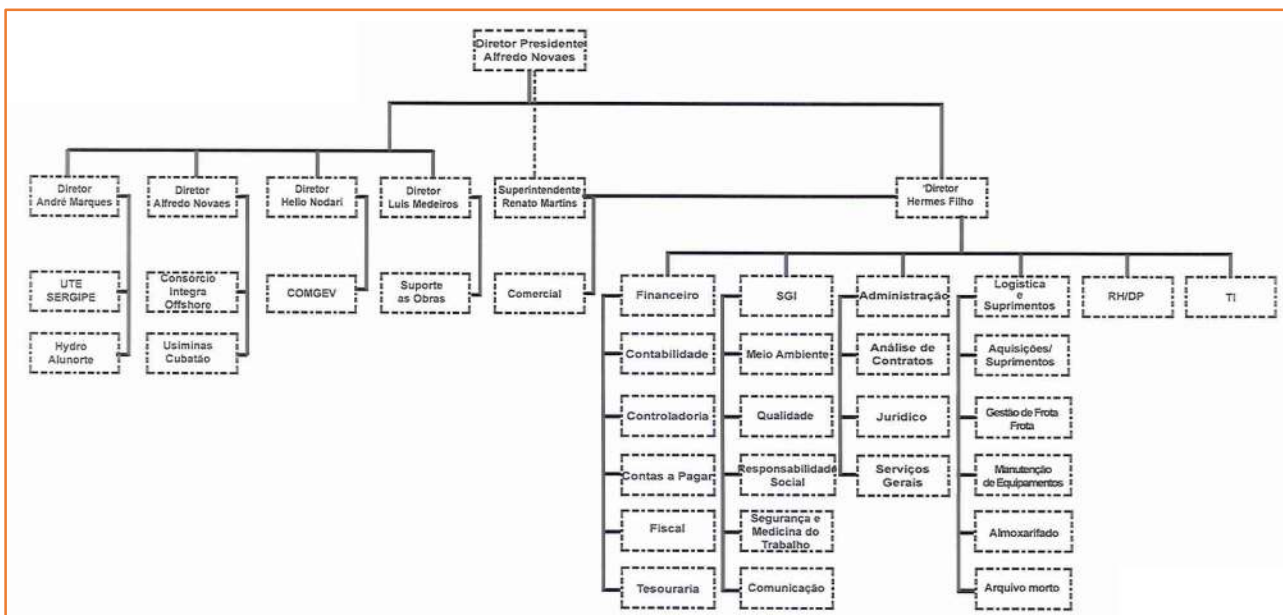 Diretor Presidente
Alfredo Novaes
Diretor
André Marques
Diretor
Alfredo Novaes
Diretor
Helio Nodari
Diretor
Luis Medeiros
Superintendente
Renato Martins
'Diretor
Hermes Filho
UTE
SERGIPE
Consorcio
Integra
Offshore
COMGEV
Suporte
as Obras
Comercial
Financeiro
SGI
Administração
Logística
e
Suprimentos
RH/DP
TI
Hydro
Alunorte
Usiminas
Cubatão
Contabilidade
Meio Ambiente
Análise de
Contratos
Aquisições/
Suprimentos
Controladoria
Qualidade
Jurídico
Gestão de Frota
Frota
Contas a Pagar
Responsabilidade
Social
Serviços
Gerais
Manutenção
de Equipamentos
Fiscal
Segurança e
Medicina do
Trabalho
Almoxarifado
Tesouraria
Comunicação
Arquivo morto